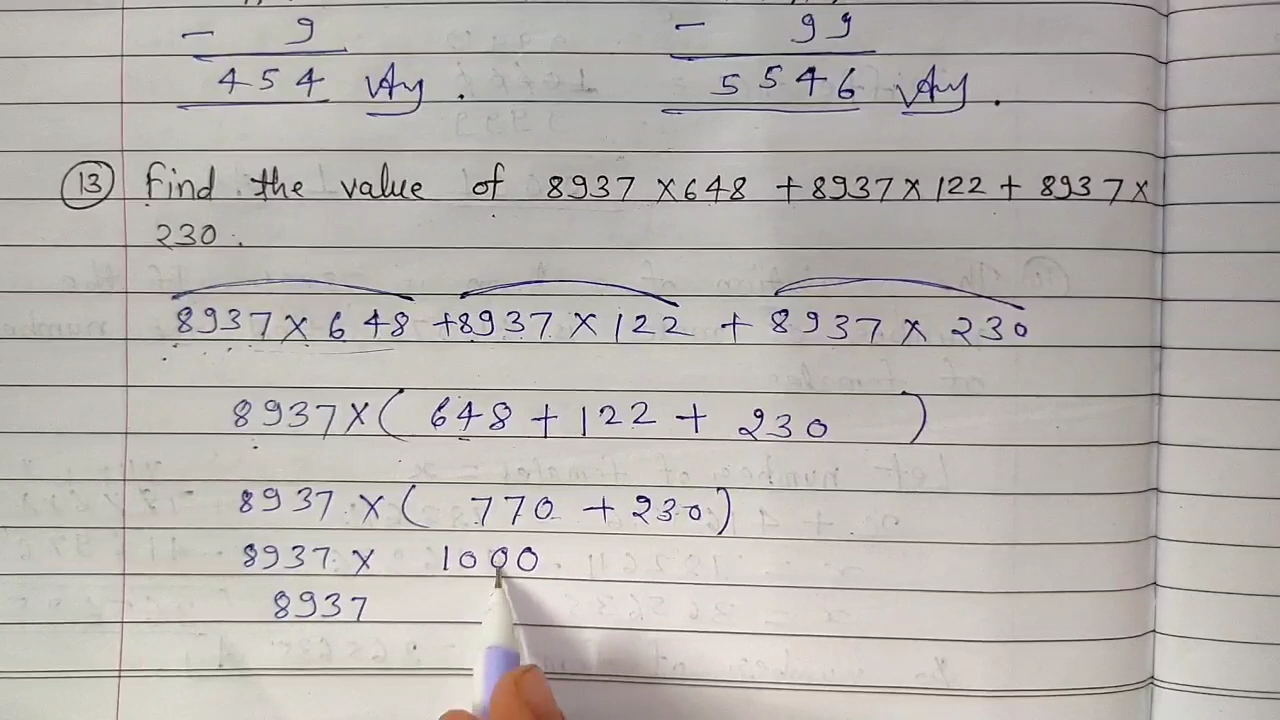 - 9 - 99
454 Ans. 5546 Ans.
13 Find the value of 8937 × 648 + 8937 × 122 + 8937 ×
230.
8937 × 648 + 8937 × 122 + 8937 × 230
8937 × ( 648 + 122 + 230 )
8937 × ( 770 + 230 )
8937 × 1000
8937